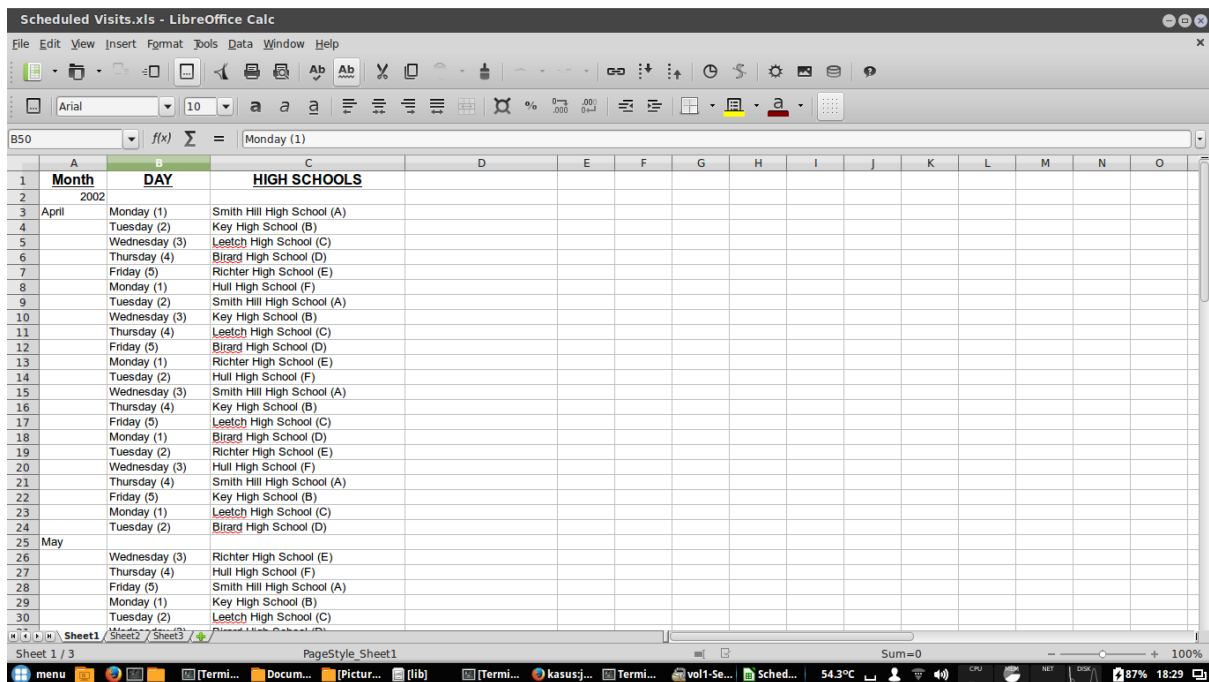 Scheduled Visits.xls - LibreOffice Calc
File Edit View Insert Format Tools Data Window Help
Arial 10
B50 f(x) Σ = Monday (1)
A B C D E F G H I J K L M N O
1 Month DAY HIGH SCHOOLS
2 2002
3 April Monday (1) Smith Hill High School (A)
4 Tuesday (2) Key High School (B)
5 Wednesday (3) Leetch High School (C)
6 Thursday (4) Birard High School (D)
7 Friday (5) Richter High School (E)
8 Monday (1) Hull High School (F)
9 Tuesday (2) Smith Hill High School (A)
10 Wednesday (3) Key High School (B)
11 Thursday (4) Leetch High School (C)
12 Friday (5) Birard High School (D)
13 Monday (1) Richter High School (E)
14 Tuesday (2) Hull High School (F)
15 Wednesday (3) Smith Hill High School (A)
16 Thursday (4) Key High School (B)
17 Friday (5) Leetch High School (C)
18 Monday (1) Birard High School (D)
19 Tuesday (2) Richter High School (E)
20 Wednesday (3) Hull High School (F)
21 Thursday (4) Smith Hill High School (A)
22 Friday (5) Key High School (B)
23 Monday (1) Leetch High School (C)
24 Tuesday (2) Birard High School (D)
25 May
26 Wednesday (3) Richter High School (E)
27 Thursday (4) Hull High School (F)
28 Friday (5) Smith Hill High School (A)
29 Monday (1) Key High School (B)
30 Tuesday (2) Leetch High School (C)
Sheet1 Sheet2 Sheet3
Sheet 1 / 3 PageStyle_Sheet1 Sum=0 100%
menu [Termi... Docum... [Pictur... [lib] [Termi... kasus:j... [Termi... vol1-Se... Sched... 54.3ºC CPU MEM NET DISK 87% 18:29